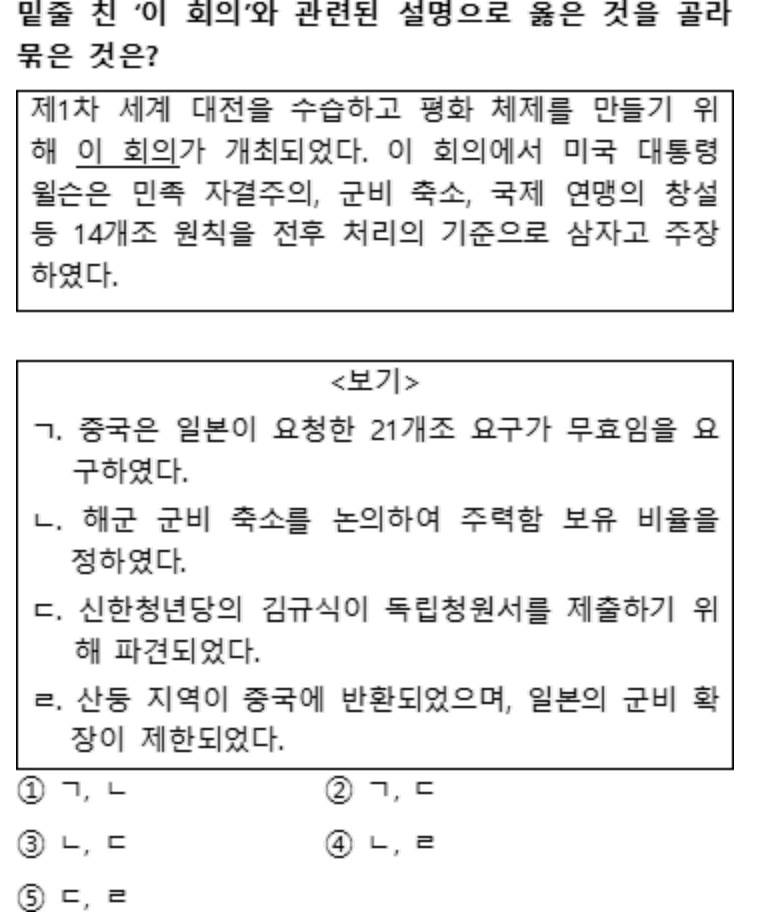 밑줄 친 ‘이 회의’와 관련된 설명으로 옳은 것을 골라
묶은 것은?
제1차 세계 대전을 수습하고 평화 체제를 만들기 위
해 이 회의가 개최되었다. 이 회의에서 미국 대통령
윌슨은 민족 자결주의, 군비 축소, 국제 연맹의 창설
등 14개조 원칙을 전후 처리의 기준으로 삼자고 주장
하였다.
<보기>
ㄱ. 중국은 일본이 요청한 21개조 요구가 무효임을 요
구하였다.
ㄴ. 해군 군비 축소를 논의하여 주력함 보유 비율을
정하였다.
ㄷ. 신한청년당의 김규식이 독립청원서를 제출하기 위
해 파견되었다.
ㄹ. 산둥 지역이 중국에 반환되었으며, 일본의 군비 확
장이 제한되었다.
① ㄱ, ㄴ ② ㄱ, ㄷ
③ ㄴ, ㄷ ④ ㄴ, ㄹ
⑤ ㄷ, ㄹ